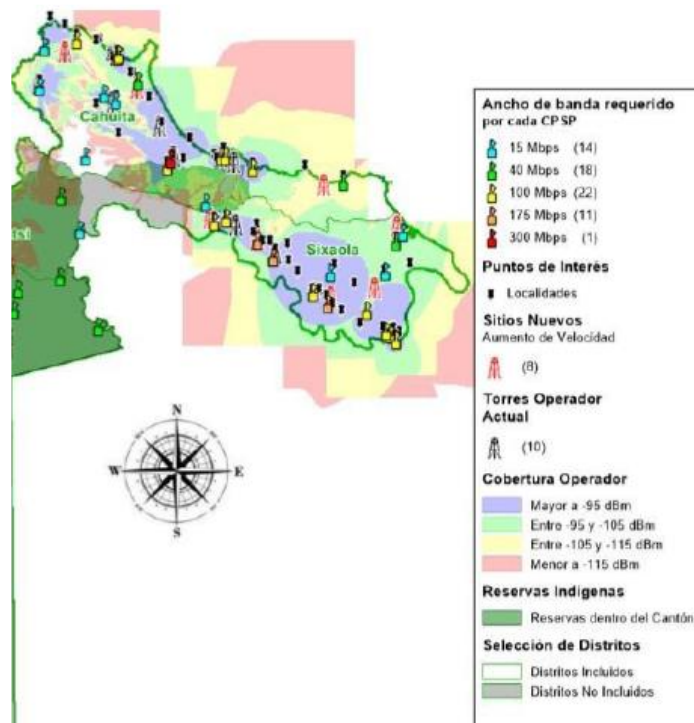 Cahuita
Sixaola
N
W
E
S
Ancho de banda requerido
por cada CPSP
15 Mbps (14)
40 Mbps (18)
100 Mbps (22)
175 Mbps (11)
300 Mbps (1)
Puntos de Interés
Localidades
Sitios Nuevos
Aumento de Velocidad
(8)
Torres Operador
Actual
(10)
Cobertura Operador
Mayor a -95 dBm
Entre -95 y -105 dBm
Entre -105 y -115 dBm
Menor a -115 dBm
Reservas Indígenas
Reservas dentro del Cantón
Selección de Distritos
Distritos Incluidos
Distritos No Incluidos